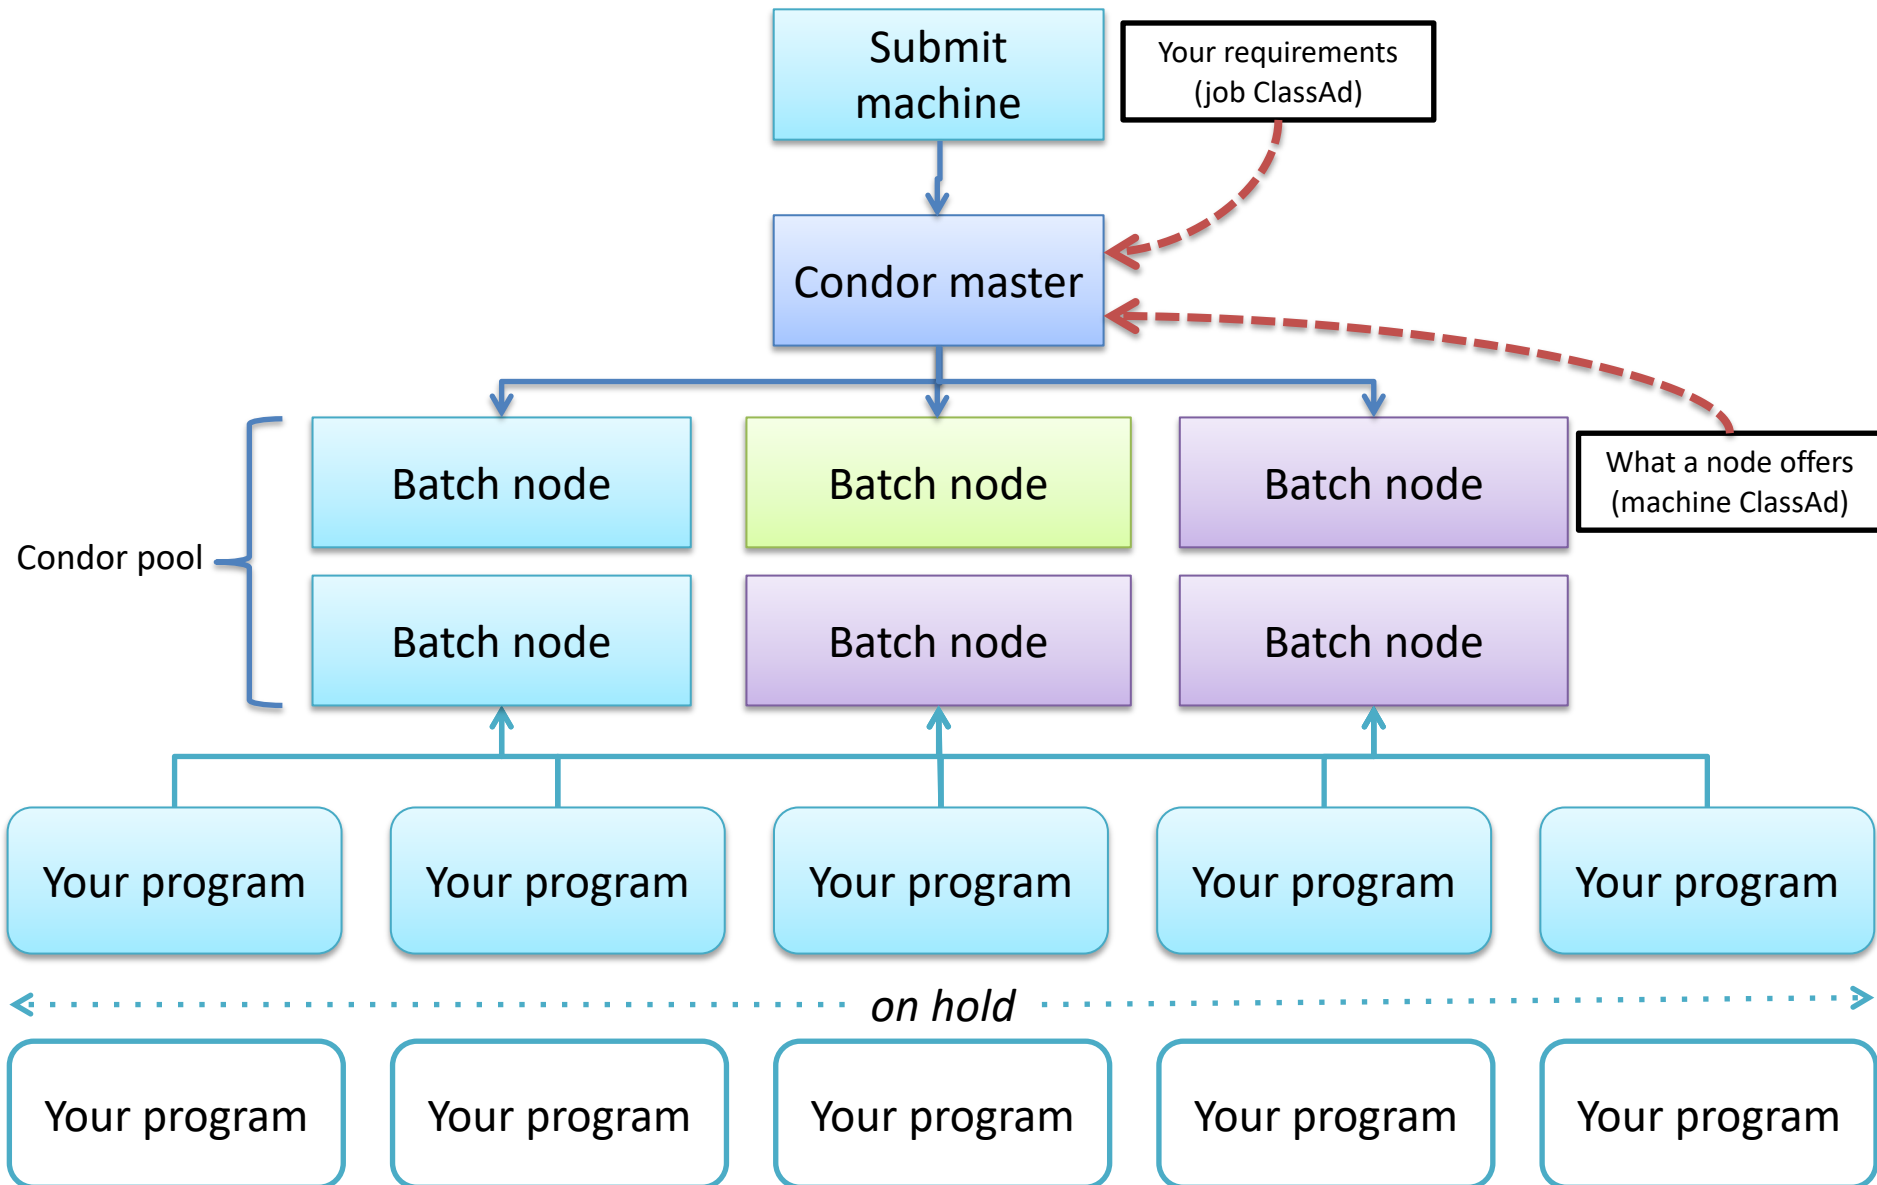 Submit
machine
Your requirements
(job ClassAd)
Condor master
Batch node
Batch node
Batch node
What a node offers
(machine ClassAd)
Condor pool
Batch node
Batch node
Batch node
Your program
Your program
Your program
Your program
Your program
on hold
Your program
Your program
Your program
Your program
Your program